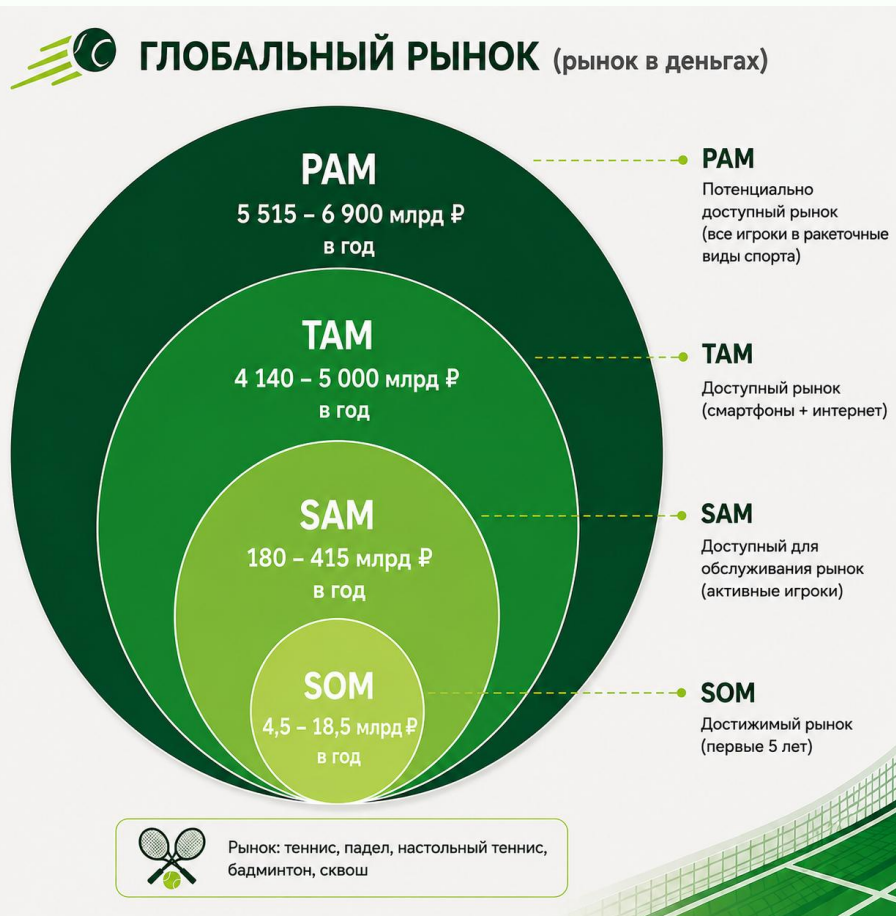 ГЛОБАЛЬНЫЙ РЫНОК (рынок в деньгах)
PAM
5 515 – 6 900 млрд ₽
в год
TAM
4 140 – 5 000 млрд ₽
в год
SAM
180 – 415 млрд ₽
в год
SOM
4,5 – 18,5 млрд ₽
в год
PAM
Потенциально
доступный рынок
(все игроки в ракеточные
виды спорта)
TAM
Доступный рынок
(смартфоны + интернет)
SAM
Доступный для
обслуживания рынок
(активные игроки)
SOM
Достижимый рынок
(первые 5 лет)
Рынок: теннис, падел, настольный теннис,
бадминтон, сквош